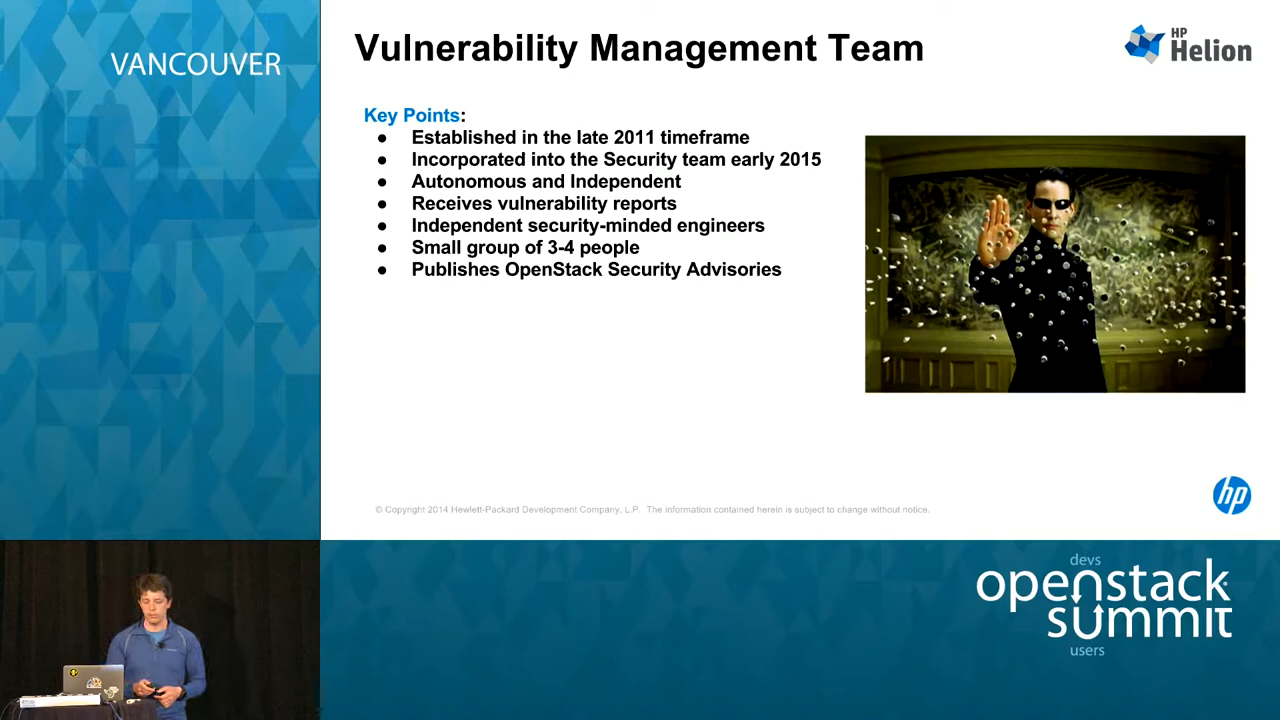 VANCOUVER
Vulnerability Management Team
HP
Helion
Key Points:
● Established in the late 2011 timeframe
● Incorporated into the Security team early 2015
● Autonomous and Independent
● Receives vulnerability reports
● Independent security-minded engineers
● Small group of 3-4 people
● Publishes OpenStack Security Advisories
hp
© Copyright 2014 Hewlett-Packard Development Company, L.P. The information contained herein is subject to change without notice.
devs
openstack
summit
users